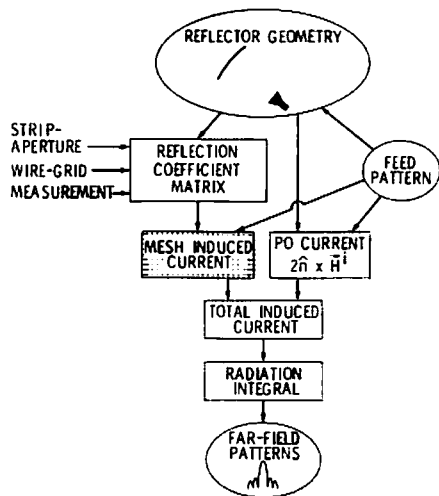 REFLECTOR GEOMETRY
STRIP-
APERTURE
WIRE-GRID
MEASUREMENT
REFLECTION
COEFFICIENT
MATRIX
FEED
PATTERN
MESH INDUCED
CURRENT
PO CURRENT
2n̂ x H⃗ⁱ
TOTAL INDUCED
CURRENT
RADIATION
INTEGRAL
FAR-FIELD
PATTERNS